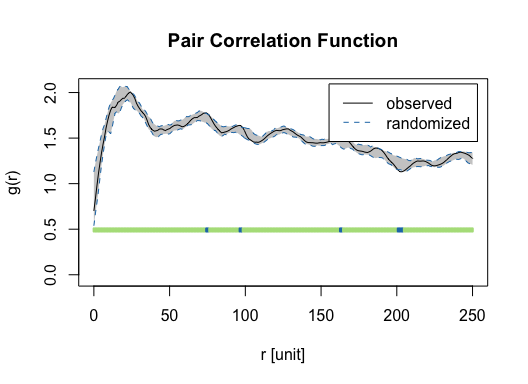 Pair Correlation Function
observed
randomized
g(r)
2.0
1.5
1.0
0.5
0.0
0 50 100 150 200 250
r [unit]